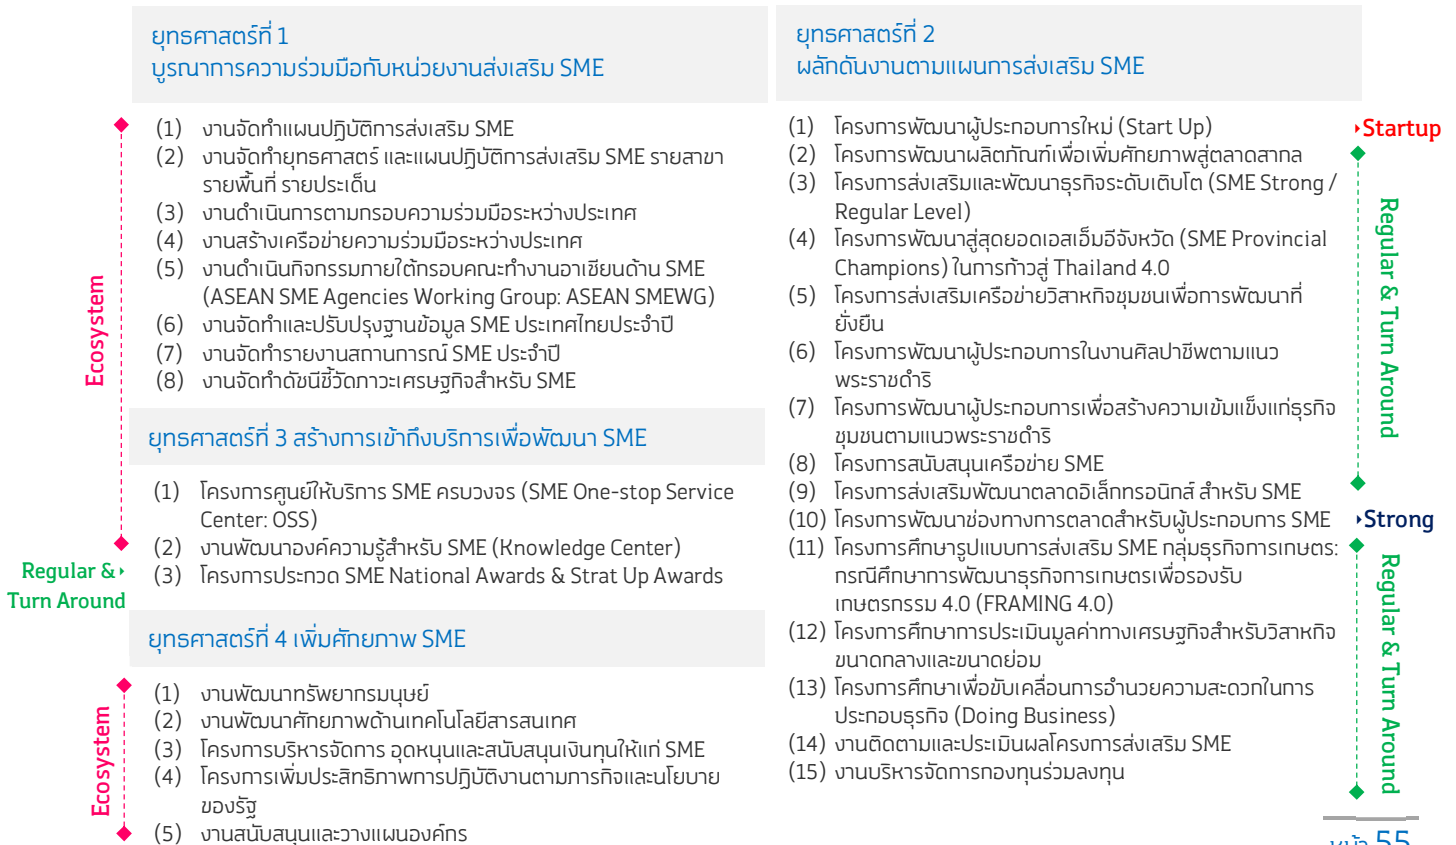 ยุทธศาสตร์ที่ 1
บูรณาการความร่วมมือกับหน่วยงานส่งเสริม SME
Ecosystem
(1) งานจัดทำแผนปฏิบัติการส่งเสริม SME
(2) งานจัดทำยุทธศาสตร์ และแผนปฏิบัติการส่งเสริม SME รายสาขา
รายพื้นที่ รายประเด็น
(3) งานดำเนินการตามกรอบความร่วมมือระหว่างประเทศ
(4) งานสร้างเครือข่ายความร่วมมือระหว่างประเทศ
(5) งานดำเนินกิจกรรมภายใต้กรอบคณะทำงานอาเซียนด้าน SME
(ASEAN SME Agencies Working Group: ASEAN SMEWG)
(6) งานจัดทำและปรับปรุงฐานข้อมูล SME ประเทศไทยประจำปี
(7) งานจัดทำรายงานสถานการณ์ SME ประจำปี
(8) งานจัดทำดัชนีชี้วัดภาวะเศรษฐกิจสำหรับ SME
ยุทธศาสตร์ที่ 3 สร้างการเข้าถึงบริการเพื่อพัฒนา SME
(1) โครงการศูนย์ให้บริการ SME ครบวงจร (SME One-stop Service
Center: OSS)
(2) งานพัฒนาองค์ความรู้สำหรับ SME (Knowledge Center)
(3) โครงการประกวด SME National Awards & Strat Up Awards
Regular &
Turn Around
ยุทธศาสตร์ที่ 4 เพิ่มศักยภาพ SME
Ecosystem
(1) งานพัฒนาทรัพยากรมนุษย์
(2) งานพัฒนาศักยภาพด้านเทคโนโลยีสารสนเทศ
(3) โครงการบริหารจัดการ อุดหนุนและสนับสนุนเงินทุนให้แก่ SME
(4) โครงการเพิ่มประสิทธิภาพการปฏิบัติงานตามภารกิจและนโยบาย
ของรัฐ
(5) งานสนับสนุนและวางแผนองค์กร
ยุทธศาสตร์ที่ 2
ผลักดันงานตามแผนการส่งเสริม SME
(1) โครงการพัฒนาผู้ประกอบการใหม่ (Start Up)
(2) โครงการพัฒนาผลิตภัณฑ์เพื่อเพิ่มศักยภาพสู่ตลาดสากล
(3) โครงการส่งเสริมและพัฒนาธุรกิจระดับเติบโต (SME Strong /
Regular Level)
(4) โครงการพัฒนาสู่สุดยอดเอสเอ็มอีจังหวัด (SME Provincial
Champions) ในการก้าวสู่ Thailand 4.0
(5) โครงการส่งเสริมเครือข่ายวิสาหกิจชุมชนเพื่อการพัฒนาที่
ยั่งยืน
(6) โครงการพัฒนาผู้ประกอบการในงานศิลปาชีพตามแนว
พระราชดำริ
(7) โครงการพัฒนาผู้ประกอบการเพื่อสร้างความเข้มแข็งแก่ธุรกิจ
ชุมชนตามแนวพระราชดำริ
(8) โครงการสนับสนุนเครือข่าย SME
(9) โครงการส่งเสริมพัฒนาตลาดอิเล็กทรอนิกส์ สำหรับ SME
(10) โครงการพัฒนาช่องทางการตลาดสำหรับผู้ประกอบการ SME
(11) โครงการศึกษารูปแบบการส่งเสริม SME กลุ่มธุรกิจการเกษตร:
กรณีศึกษาการพัฒนาธุรกิจการเกษตรเพื่อรองรับ
เกษตรกรรม 4.0 (FRAMING 4.0)
(12) โครงการศึกษาการประเมินมูลค่าทางเศรษฐกิจสำหรับวิสาหกิจ
ขนาดกลางและขนาดย่อม
(13) โครงการศึกษาเพื่อขับเคลื่อนการอำนวยความสะดวกในการ
ประกอบธุรกิจ (Doing Business)
(14) งานติดตามและประเมินผลโครงการส่งเสริม SME
(15) งานบริหารจัดการกองทุนร่วมลงทุน
Startup
Regular & Turn Around
Strong
Regular & Turn Around
หน้า 55